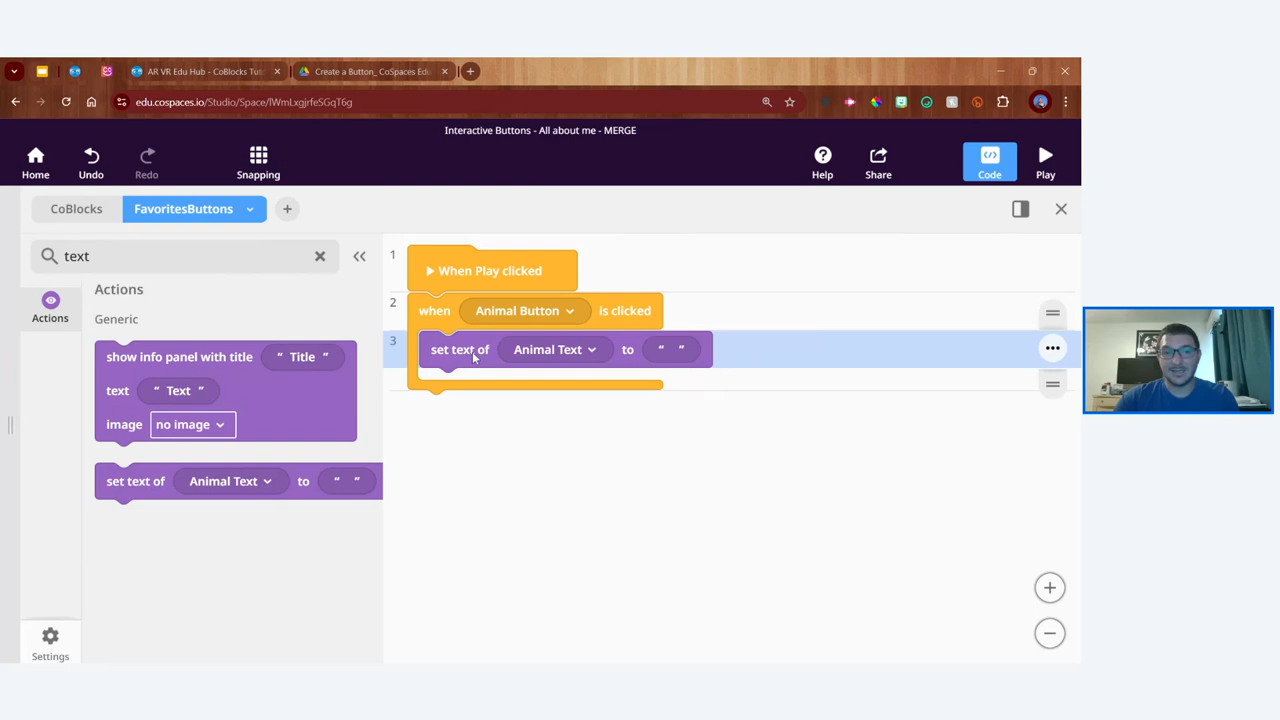 AR VR Edu Hub - CoBlocks Tuto
Create a Button_ CoSpaces Edu
edu.cospaces.io/Studio/Space/lWmLxgjrfeSGqT6g
Interactive Buttons - All about me - MERGE
Home Undo Redo Snapping Help Share Code Play
CoBlocks FavoritesButtons
text
Actions
Actions
Generic
show info panel with title “ Title ”
text “ Text ”
image no image
set text of Animal Text to “ ”
Settings
1 When Play clicked
2 when Animal Button is clicked
3 set text of Animal Text to “ ”